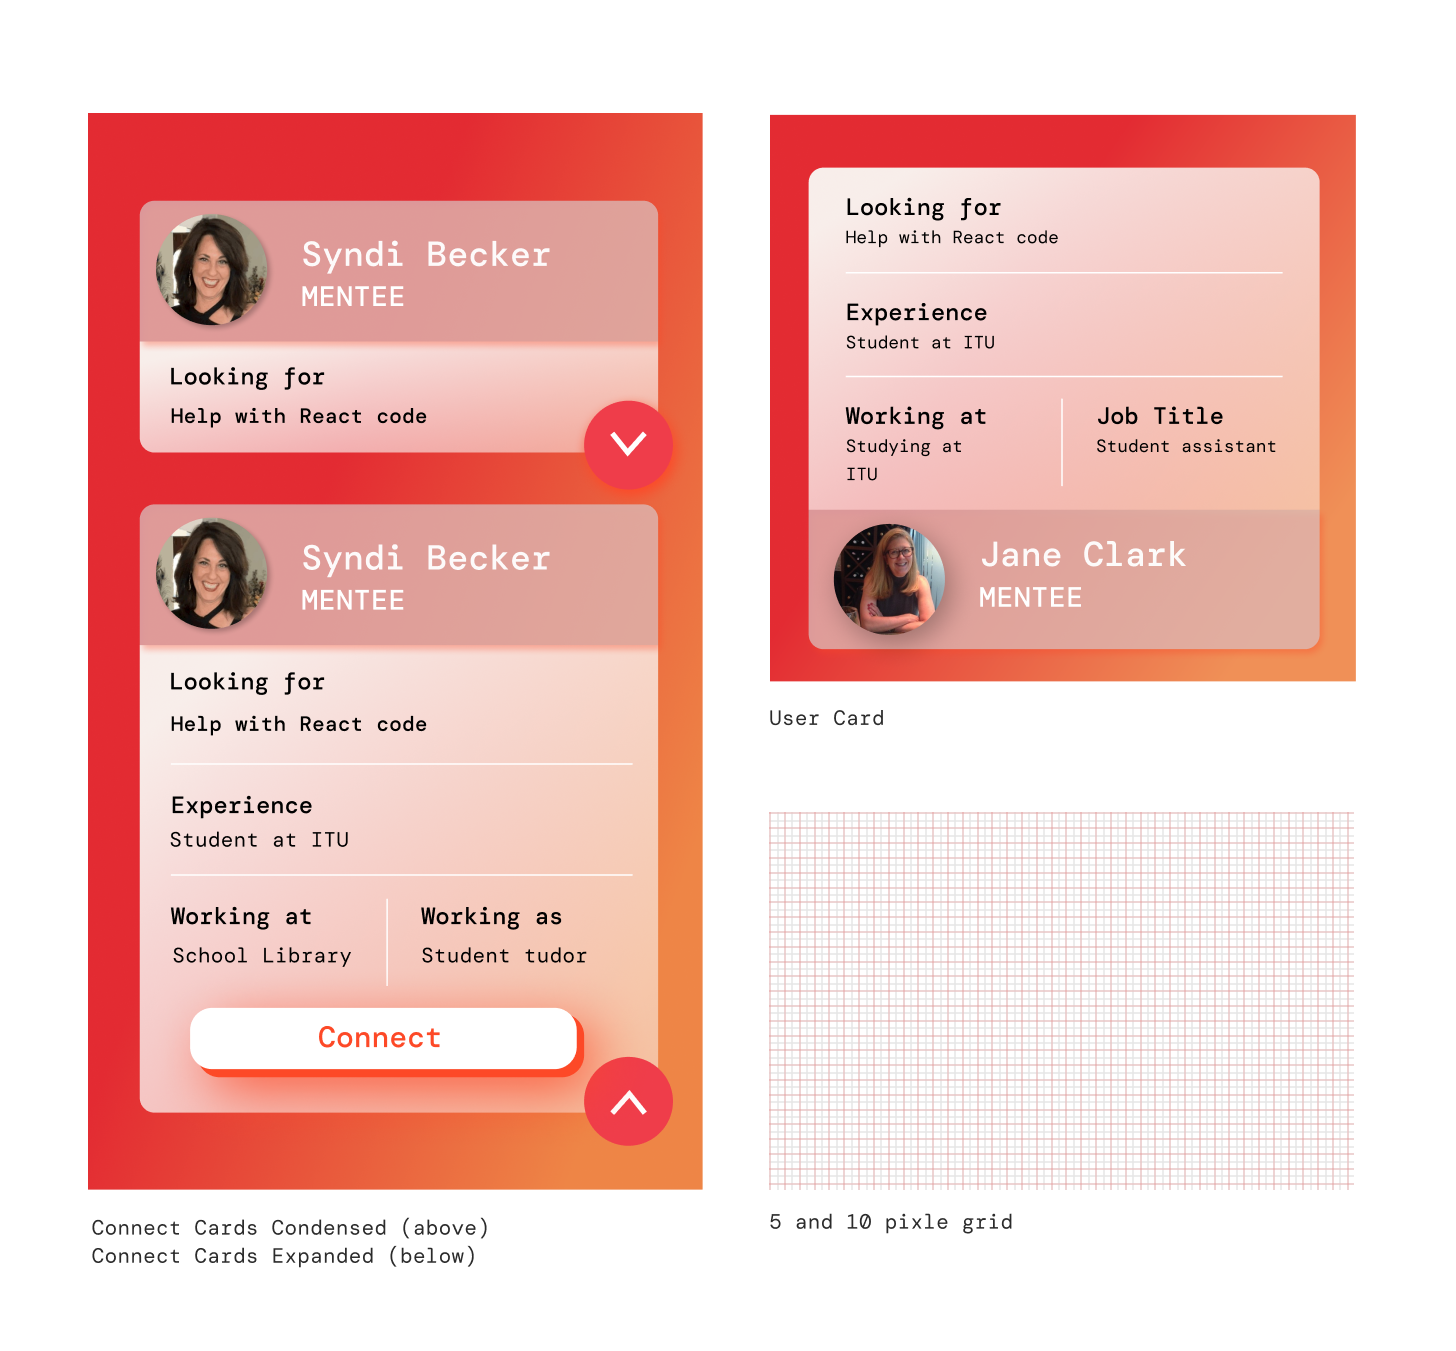 Syndi Becker
MENTEE
Looking for
Help with React code
Syndi Becker
MENTEE
Looking for
Help with React code
Experience
Student at ITU
Working at
School Library
Working as
Student tudor
Connect
Connect Cards Condensed (above)
Connect Cards Expanded (below)
Looking for
Help with React code
Experience
Student at ITU
Working at
Studying at
ITU
Job Title
Student assistant
Jane Clark
MENTEE
User Card
5 and 10 pixle grid